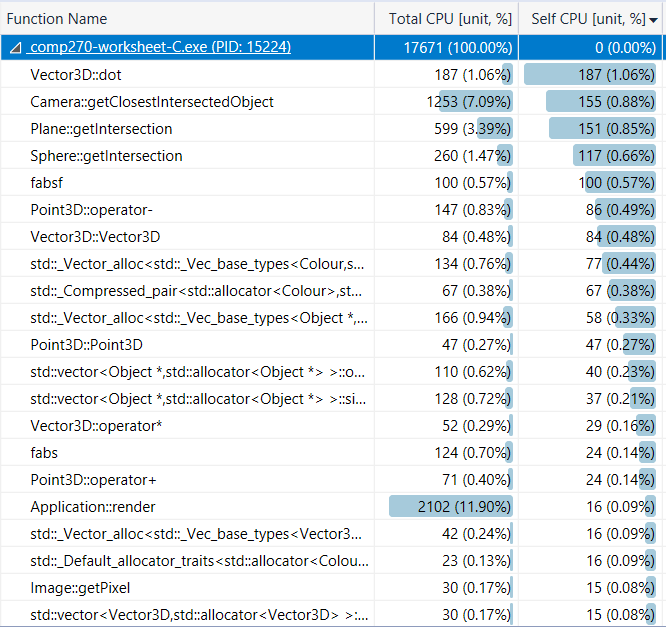 Function Name Total CPU [unit, %] Self CPU [unit, %]
comp270-worksheet-C.exe (PID: 15224) 17671 (100.00%) 0 (0.00%)
Vector3D::dot 187 (1.06%) 187 (1.06%)
Camera::getClosestIntersectedObject 1253 (7.09%) 155 (0.88%)
Plane::getIntersection 599 (3.39%) 151 (0.85%)
Sphere::getIntersection 260 (1.47%) 117 (0.66%)
fabsf 100 (0.57%) 100 (0.57%)
Point3D::operator- 147 (0.83%) 86 (0.49%)
Vector3D::Vector3D 84 (0.48%) 84 (0.48%)
std::_Vector_alloc<std::_Vec_base_types<Colour,s... 134 (0.76%) 77 (0.44%)
std::_Compressed_pair<std::allocator<Colour>,st... 67 (0.38%) 67 (0.38%)
std::_Vector_alloc<std::_Vec_base_types<Object *,... 166 (0.94%) 58 (0.33%)
Point3D::Point3D 47 (0.27%) 47 (0.27%)
std::vector<Object *,std::allocator<Object *> >::o... 110 (0.62%) 40 (0.23%)
std::vector<Object *,std::allocator<Object *> >::si... 128 (0.72%) 37 (0.21%)
Vector3D::operator* 52 (0.29%) 29 (0.16%)
fabs 124 (0.70%) 24 (0.14%)
Point3D::operator+ 71 (0.40%) 24 (0.14%)
Application::render 2102 (11.90%) 16 (0.09%)
std::_Vector_alloc<std::_Vec_base_types<Vector3... 42 (0.24%) 16 (0.09%)
std::_Default_allocator_traits<std::allocator<Colou... 23 (0.13%) 16 (0.09%)
Image::getPixel 30 (0.17%) 15 (0.08%)
std::vector<Vector3D,std::allocator<Vector3D> >:... 30 (0.17%) 15 (0.08%)